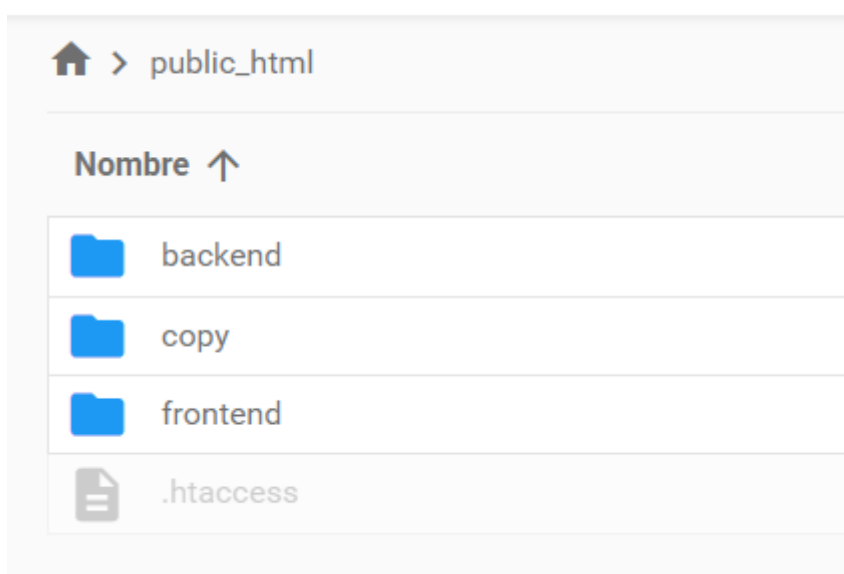 public_html
Nombre
backend
copy
frontend
.htaccess